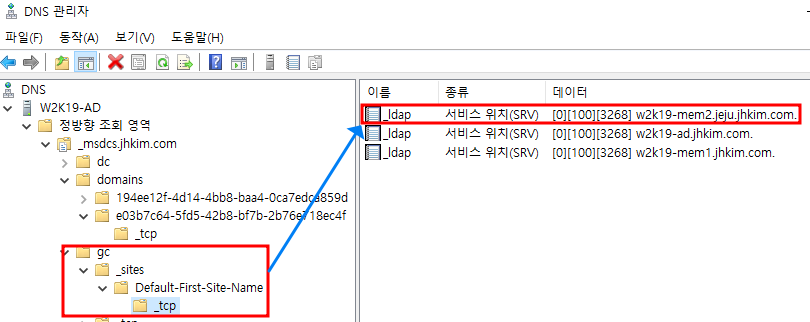 DNS 관리자
파일(F) 동작(A) 보기(V) 도움말(H)
DNS
W2K19-AD
정방향 조회 영역
_msdcs.jhkim.com
dc
domains
194ee12f-4d14-4bb8-baa4-0ca7edca859d
e03b7c64-5fd5-42b8-bf7b-2b76e718ec4f
_tcp
gc
_sites
Default-First-Site-Name
_tcp
_tcp
이름 종류 데이터
_ldap 서비스 위치(SRV) [0][100][3268] w2k19-mem2.jeju.jhkim.com.
_ldap 서비스 위치(SRV) [0][100][3268] w2k19-ad.jhkim.com.
_ldap 서비스 위치(SRV) [0][100][3268] w2k19-mem1.jhkim.com.